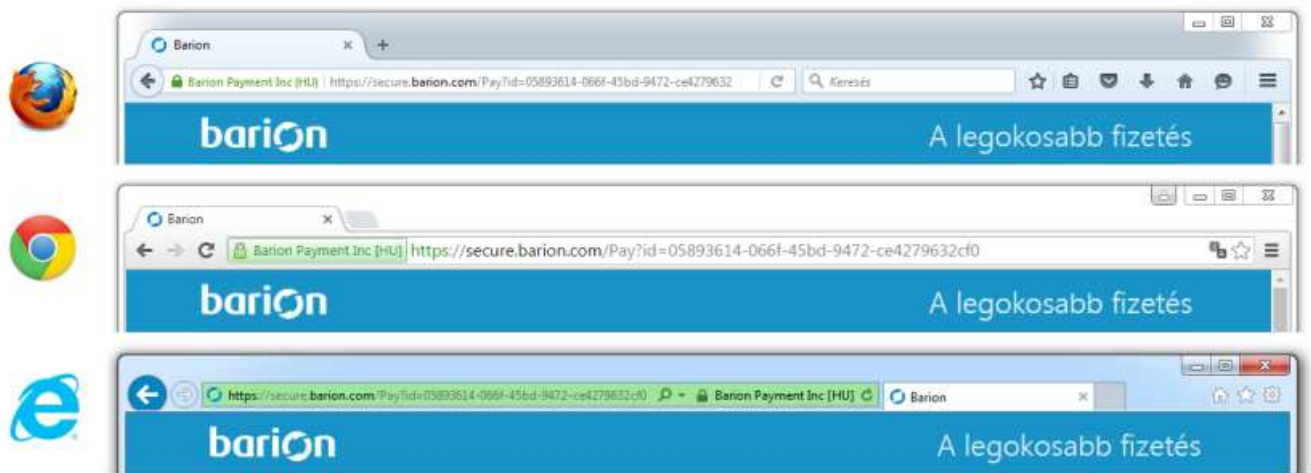 Barion
Barion Payment Inc [HU] https://secure.barion.com/Pay?id=05893614-066f-45bd-9472-ce4279632 Keresés
barion A legokosabb fizetés
Barion
Barion Payment Inc [HU] https://secure.barion.com/Pay?id=05893614-066f-45bd-9472-ce4279632cf0
barion A legokosabb fizetés
https://secure.barion.com/Pay?id=05893614-066f-45bd-9472-ce4279632cf0 Barion Payment Inc [HU] Barion
barion A legokosabb fizetés